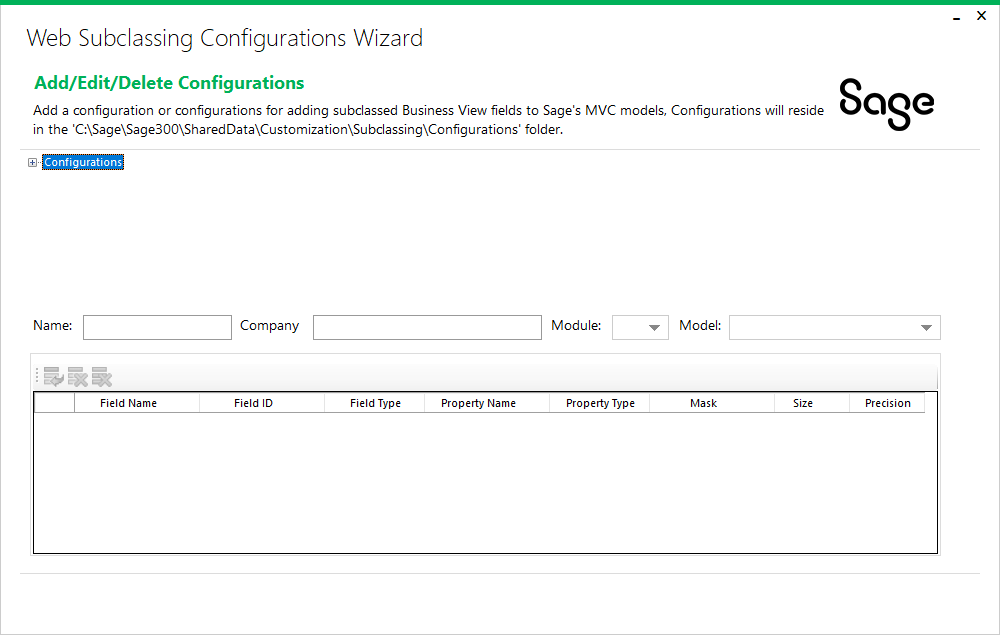 Web Subclassing Configurations Wizard
Add/Edit/Delete Configurations
Add a configuration or configurations for adding subclassed Business View fields to Sage's MVC models, Configurations will reside
in the 'C:\Sage\Sage300\SharedData\Customization\Subclassing\Configurations' folder.
Sage
Configurations
Name: Company Module: Model:
Field Name Field ID Field Type Property Name Property Type Mask Size Precision